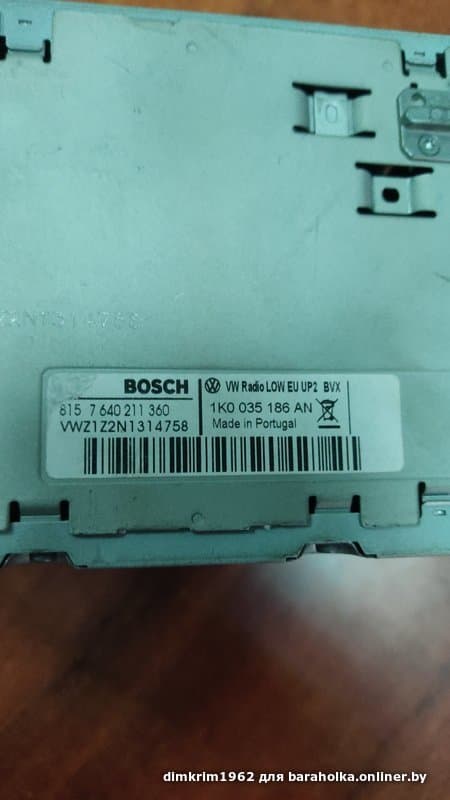 BOSCH
VW Radio LOW EU UP2 BVX
815 7 640 211 360
1K0 035 186 AN
VWZ1Z2N1314758
Made in Portugal
dimkrim1962 для baraholka.onliner.by